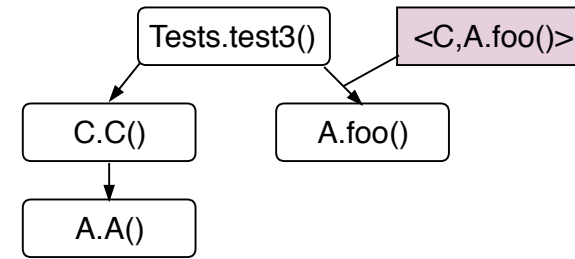 Tests.test3()
<C,A.foo()>
C.C()
A.foo()
A.A()